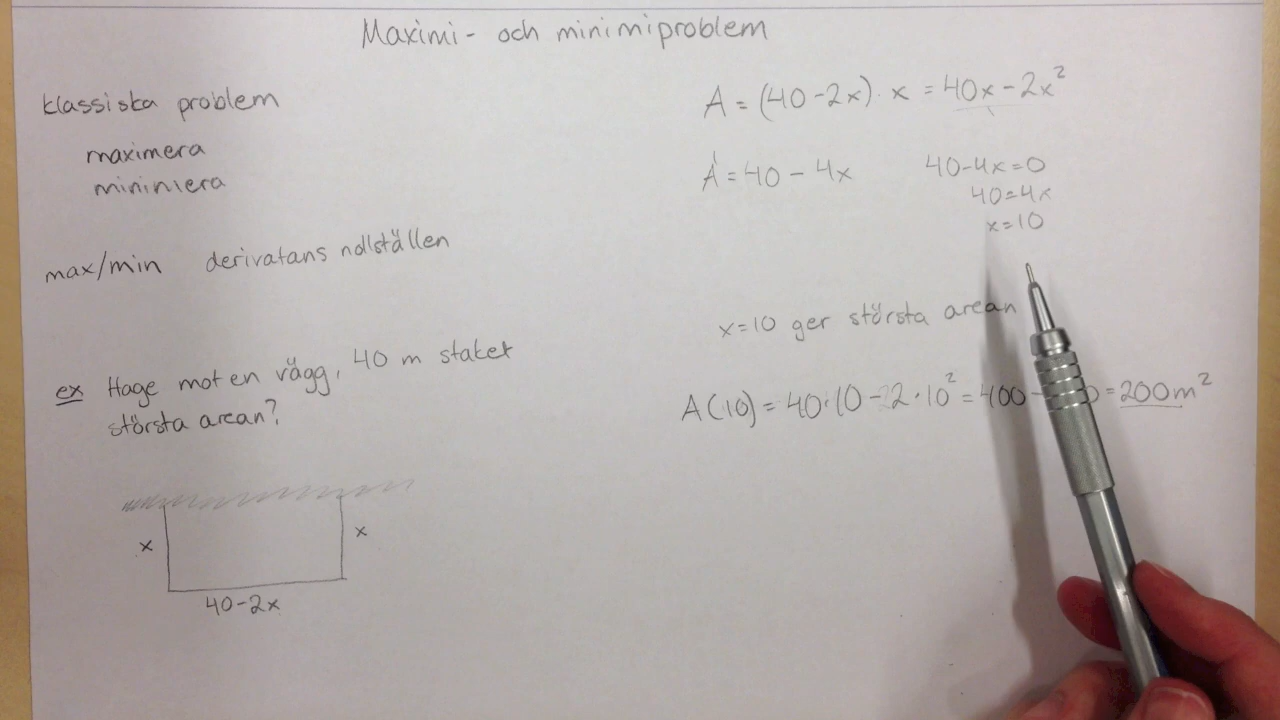 Maximi- och minimiproblem
klassiska problem
maximera
minimera
max/min derivatans nollställen
ex Hage mot en vägg, 40 m staket
största arean?
x
x
40-2x
A = (40-2x)·x = 40x-2x²
A' = 40 - 4x
40-4x=0
40=4x
x=10
x=10 ger största arean
A(10) = 40·10-2·10² = 400- = 200m²